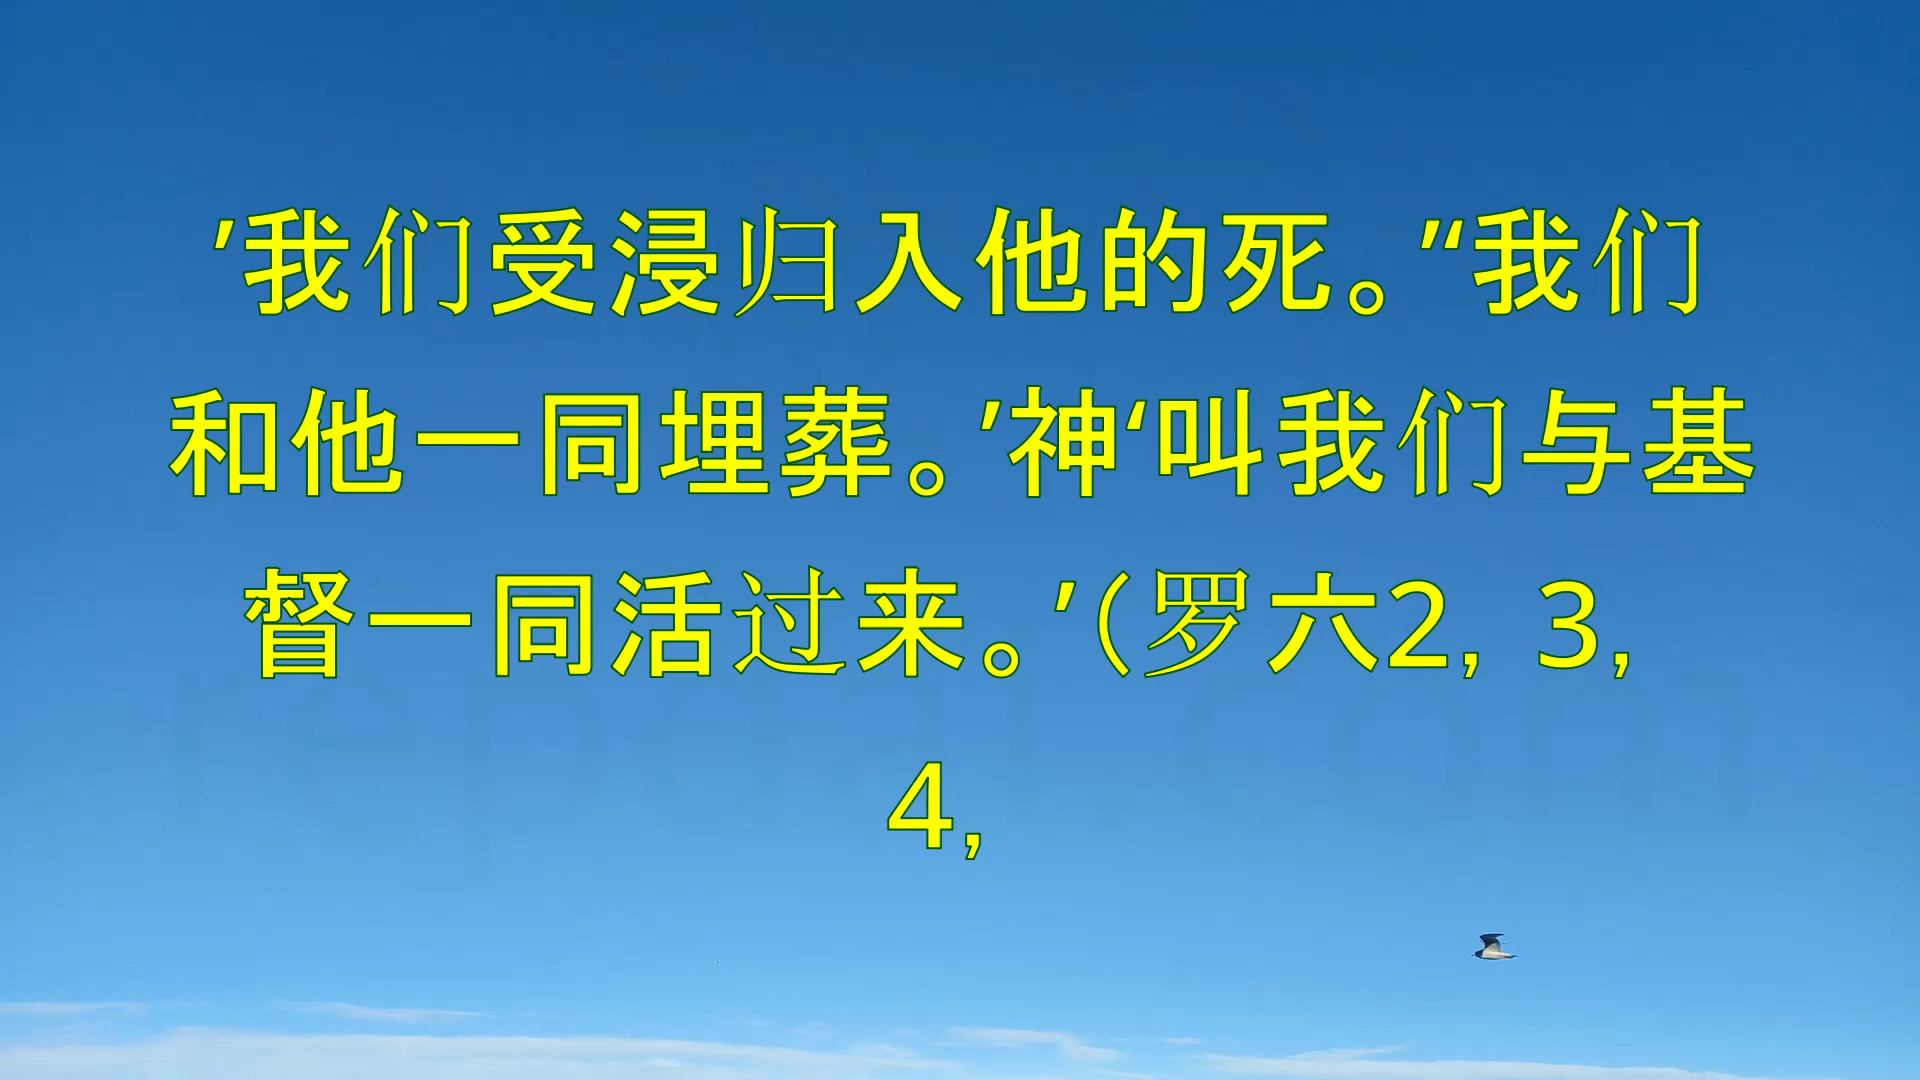 ’我们受浸归入他的死。’‘我们
和他一同埋葬。’神‘叫我们与基
督一同活过来。’（罗六2，3，
4，